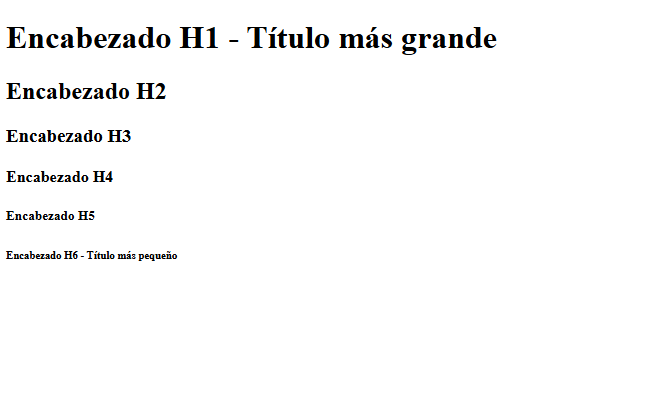 Encabezado H1 - Título más grande
Encabezado H2
Encabezado H3
Encabezado H4
Encabezado H5
Encabezado H6 - Título más pequeño